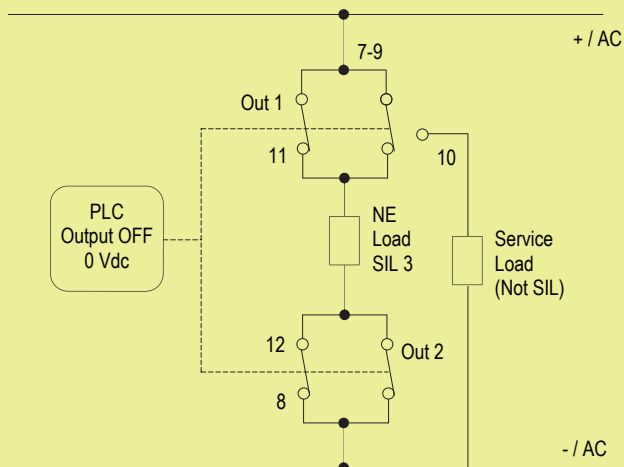 + / AC
7-9
Out 1
11
10
PLC
Output OFF
0 Vdc
NE
Load
SIL 3
Service
Load
(Not SIL)
12
Out 2
8
- / AC